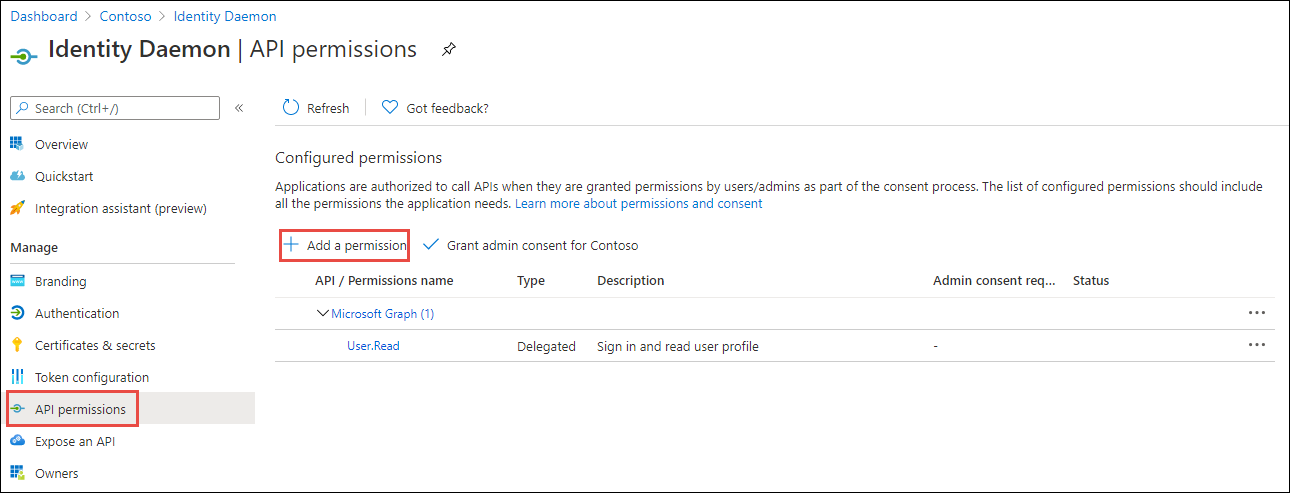 Dashboard > Contoso > Identity Daemon
Identity Daemon | API permissions
Search (Ctrl+/)
«
Refresh
Got feedback?
Overview
Quickstart
Integration assistant (preview)
Manage
Branding
Authentication
Certificates & secrets
Token configuration
API permissions
Expose an API
Owners
Configured permissions
Applications are authorized to call APIs when they are granted permissions by users/admins as part of the consent process. The list of configured permissions should include
all the permissions the application needs. Learn more about permissions and consent
Add a permission
Grant admin consent for Contoso
API / Permissions name Type Description Admin consent req... Status
Microsoft Graph (1) ...
User.Read Delegated Sign in and read user profile - ...